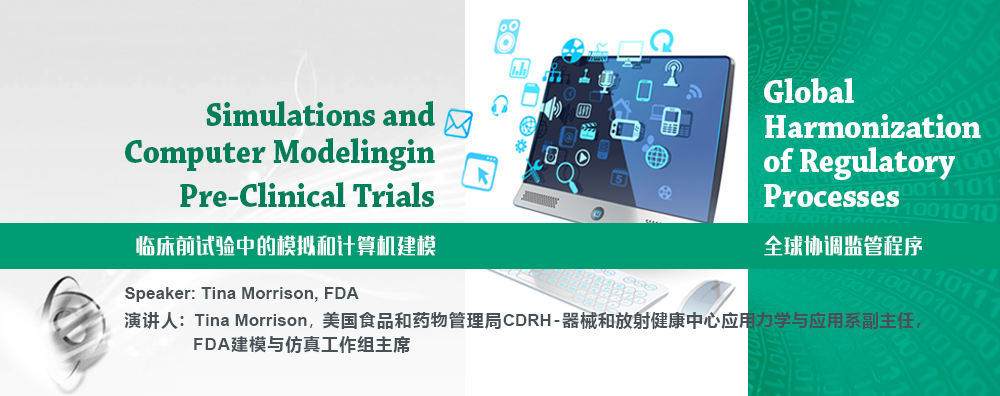 Simulations and
Computer Modelingin
Pre-Clinical Trials
临床前试验中的模拟和计算机建模
Speaker: Tina Morrison, FDA
演讲人：Tina Morrison，美国食品和药物管理局CDRH-器械和放射健康中心应用力学与应用系副主任，
FDA建模与仿真工作组主席
Global
Harmonization
of Regulatory
Processes
全球协调监管程序